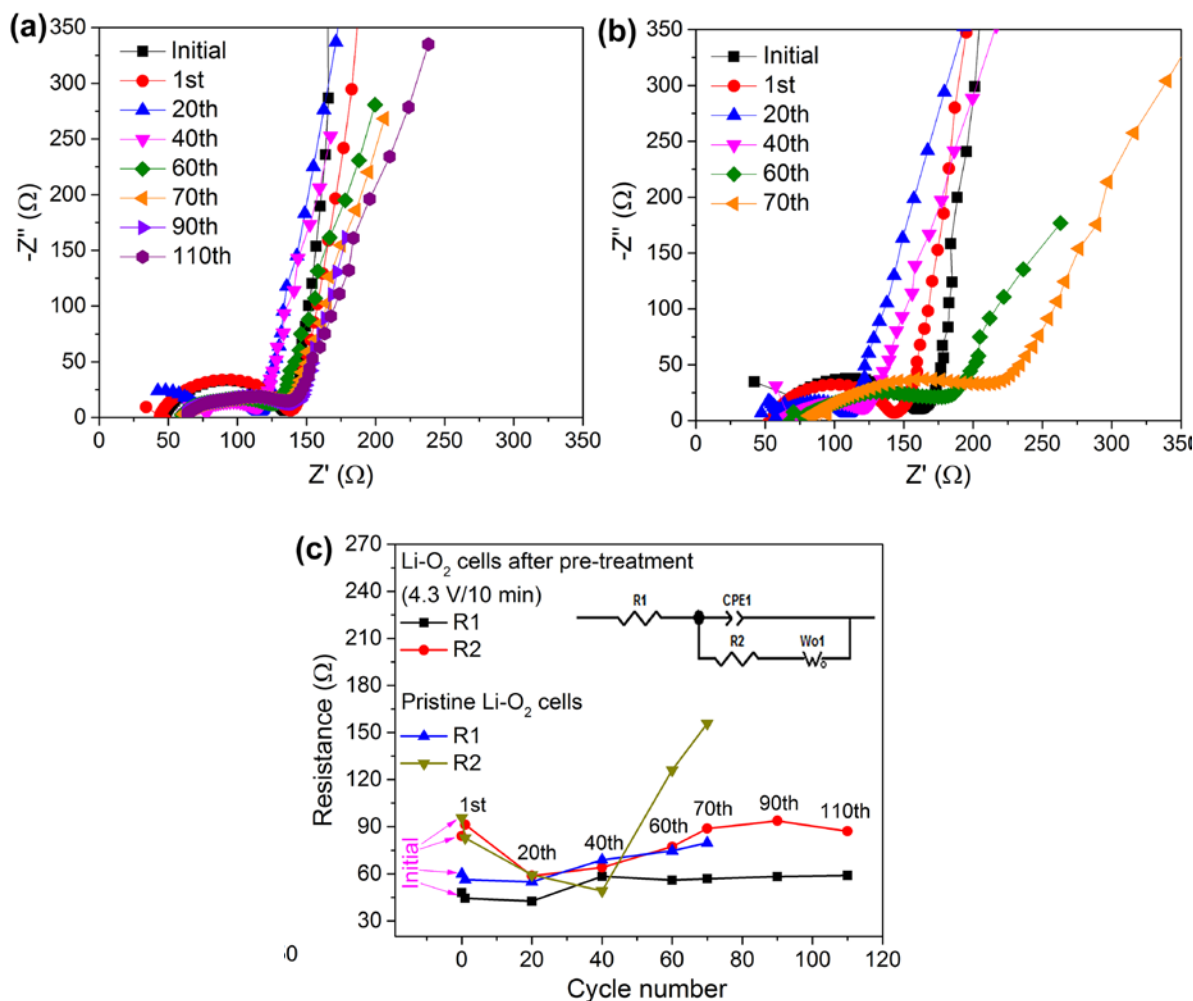 (a)
350
300
250
200
150
100
50
0
-Z" (Ω)
Initial
1st
20th
40th
60th
70th
90th
110th
0 50 100 150 200 250 300 350
Z' (Ω)
(b)
350
300
250
200
150
100
50
0
-Z" (Ω)
Initial
1st
20th
40th
60th
70th
0 50 100 150 200 250 300 350
Z' (Ω)
(c)
270
240
210
180
150
120
90
60
30
Resistance (Ω)
Li-O₂ cells after pre-treatment
(4.3 V/10 min)
R1
R2
Pristine Li-O₂ cells
R1
R2
R1 CPE1
R2 Wo1
Initial
1st
20th
40th
60th
70th
90th
110th
0 20 40 60 80 100 120
Cycle number